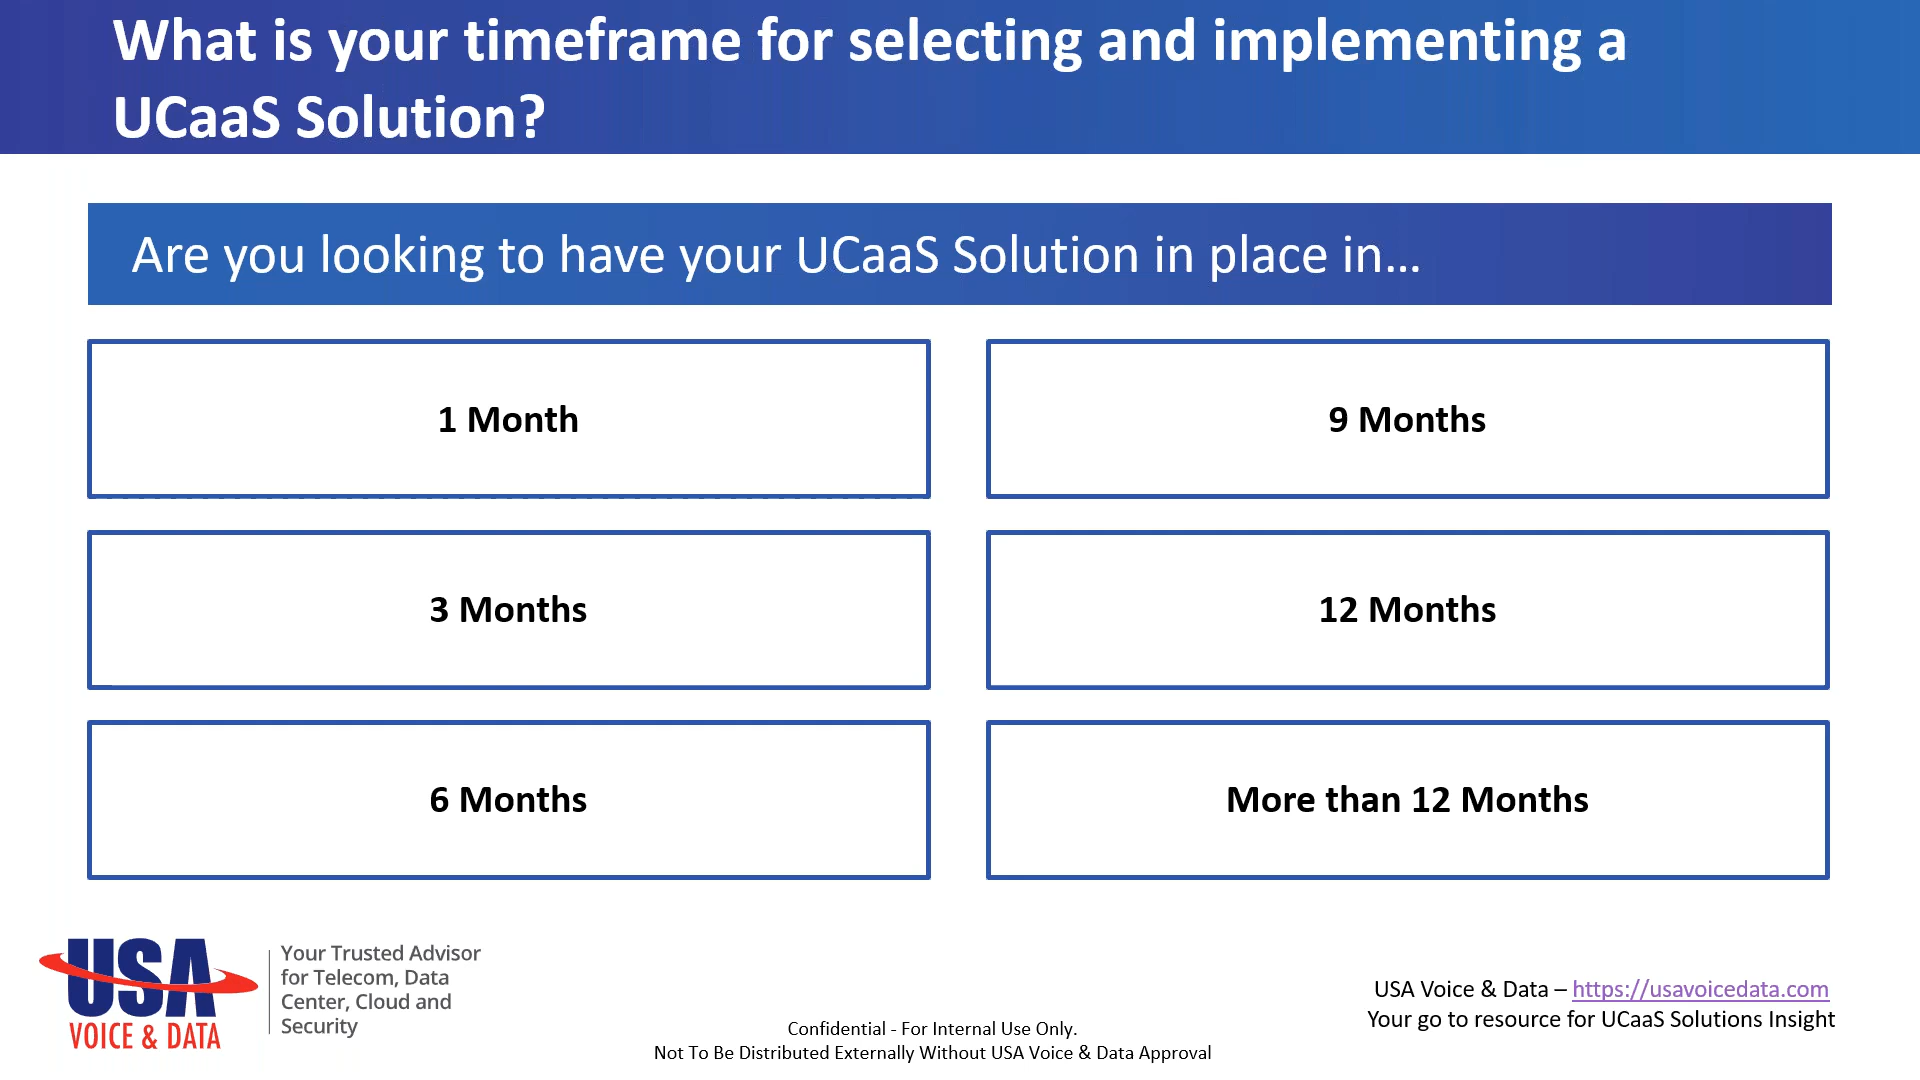 What is your timeframe for selecting and implementing a
UCaaS Solution?
Are you looking to have your UCaaS Solution in place in...
1 Month
9 Months
3 Months
12 Months
6 Months
More than 12 Months
USA
VOICE & DATA
Your Trusted Advisor
for Telecom, Data
Center, Cloud and
Security
Confidential - For Internal Use Only.
Not To Be Distributed Externally Without USA Voice & Data Approval
USA Voice & Data – https://usavoicedata.com
Your go to resource for UCaaS Solutions Insight